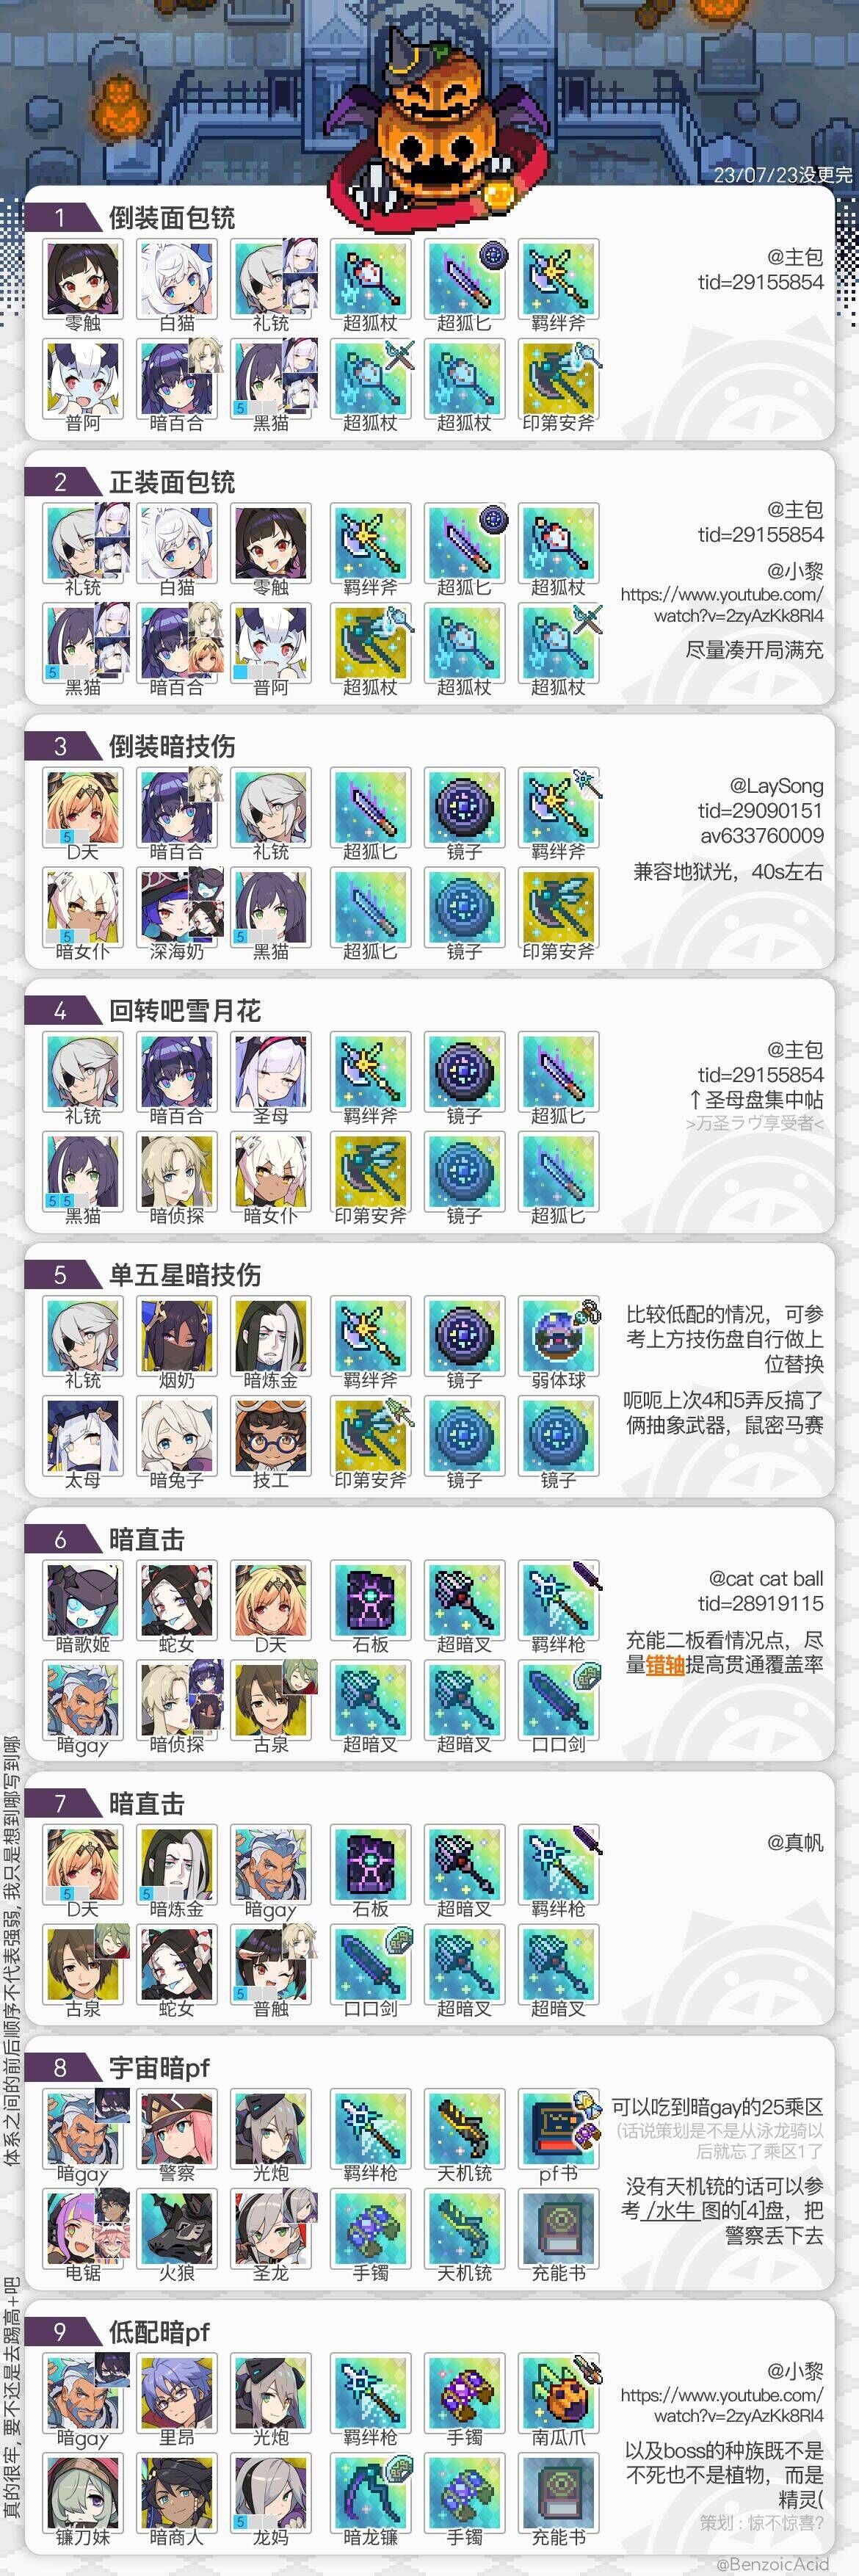 23/07/23没更完
1 倒装面包铳
零触 白猫 礼铳 超狐杖 超狐匕 羁绊斧
@主包
tid=29155854
普阿 暗百合 5 黑猫 超狐杖 超狐杖 印第安斧
2 正装面包铳
礼铳 白猫 零触 羁绊斧 超狐匕 超狐杖
@主包
tid=29155854
@小黎
https://www.youtube.com/
watch?v=2zyAzKk8RI4
尽量凑开局满充
5 黑猫 暗百合 普阿 超狐杖 超狐杖 超狐杖
3 倒装暗技伤
5 D天 暗百合 礼铳 超狐匕 镜子 羁绊斧
@LaySong
tid=29090151
av633760009
兼容地狱光，40s左右
5 暗女仆 深海奶 5 黑猫 超狐匕 镜子 印第安斧
4 回转吧雪月花
礼铳 暗百合 圣母 羁绊斧 镜子 超狐匕
@主包
tid=29155854
↑圣母盘集中帖
>万圣ラヴ享受者<
5 5 黑猫 暗侦探 暗女仆 印第安斧 镜子 超狐匕
5 单五星暗技伤
礼铳 烟奶 暗炼金 羁绊斧 镜子 弱体球
比较低配的情况，可参
考上方技伤盘自行做上
位替换
呃呃上次4和5弄反搞了
俩抽象武器，鼠密马赛
太母 暗兔子 技工 印第安斧 镜子 镜子
6 暗直击
暗歌姬 蛇女 D天 石板 超暗叉 羁绊枪
@cat cat ball
tid=28919115
充能二板看情况点，尽
量错轴提高贯通覆盖率
暗gay 暗侦探 古泉 超暗叉 超暗叉 口口剑
7 暗直击
5 D天 5 暗炼金 暗gay 石板 超暗叉 羁绊枪
@真帆
古泉 蛇女 5 普触 口口剑 超暗叉 超暗叉
8 宇宙暗pf
暗gay 警察 光炮 羁绊枪 天机铳 pf书
可以吃到暗gay的25乘区
(话说策划是不是从泳龙骑以
后就忘了乘区1了
没有天机铳的话可以参
考 /水牛 图的[4]盘，把
警察丢下去
电锯 火狼 圣龙 手镯 天机铳 充能书
9 低配暗pf
暗gay 里昂 光炮 羁绊枪 手镯 南瓜爪
@小黎
https://www.youtube.com/
watch?v=2zyAzKk8RI4
以及boss的种族既不是
不死也不是植物，而是
精灵(
策划：惊不惊喜?
镰刀妹 暗商人 5 龙妈 暗龙镰 手镯 充能书
体系之间的前后顺序不代表强弱, 我只是想到哪写到哪
真的很牢, 要不还是去踢高+吧
@BenzoicAcid